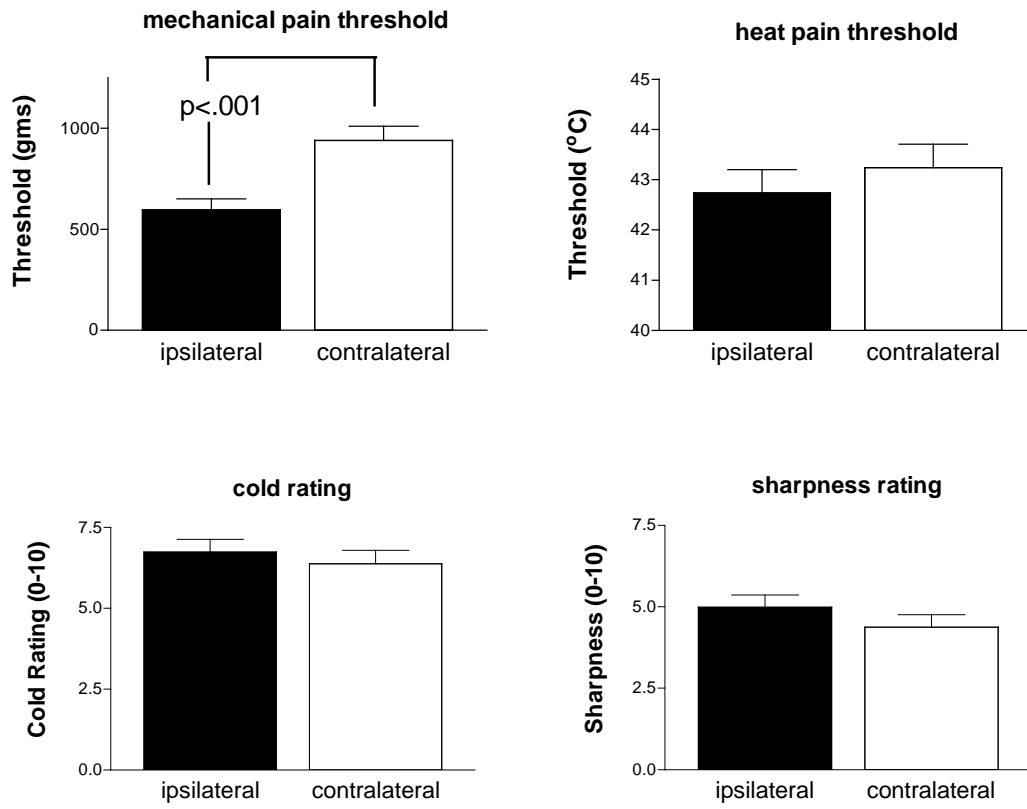 mechanical pain threshold
Threshold (gms)
1000
500
0
p<.001
ipsilateral
contralateral
heat pain threshold
Threshold (°C)
45
44
43
42
41
40
ipsilateral
contralateral
cold rating
Cold Rating (0-10)
7.5
5.0
2.5
0.0
ipsilateral
contralateral
sharpness rating
Sharpness (0-10)
7.5
5.0
2.5
0.0
ipsilateral
contralateral